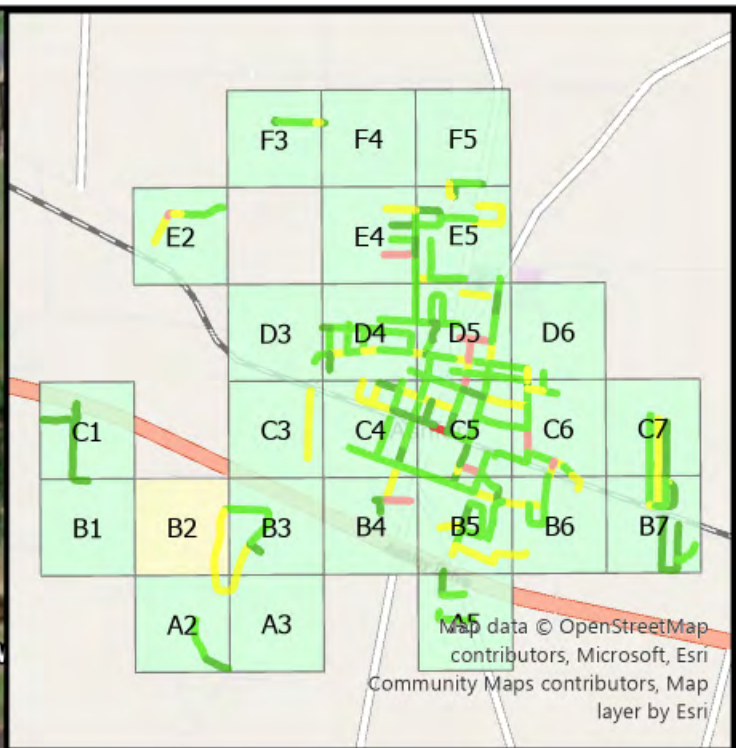 F3 F4 F5
E2 E4 E5
D3 D4 D5 D6
C1 C3 C4 C5 C6 C7
B1 B2 B3 B4 B5 B6 B7
A2 A3 A5
Map data © OpenStreetMap
contributors, Microsoft, Esri
Community Maps contributors, Map
layer by Esri